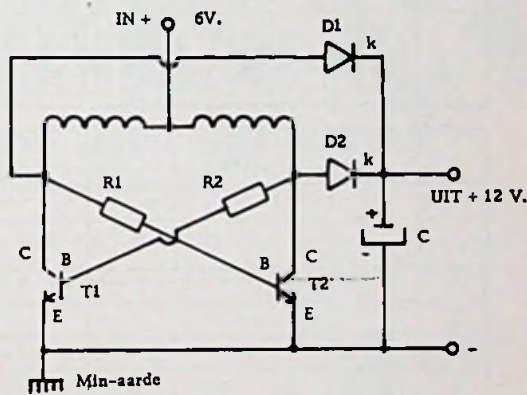 IN + 6V.
D1
k
D2
k
R1
R2
UIT + 12 V.
+
C
-
C
B
T1
E
C
B
T2
E
-
Min-aarde